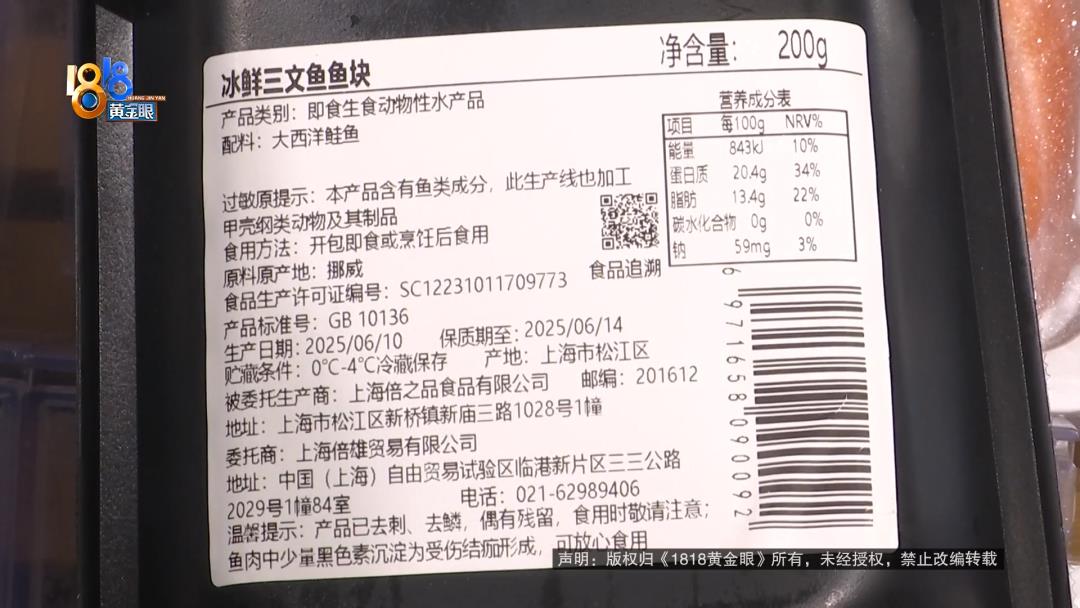 1818
HUANG JIN YAN
黄金眼
净含量: 200g
冰鲜三文鱼鱼块
产品类别: 即食生食动物性水产品
配料: 大西洋鲑鱼
营养成分表
项目 每100g NRV%
能量 843kJ 10%
蛋白质 20.4g 34%
脂肪 13.4g 22%
碳水化合物 0g 0%
钠 59mg 3%
过敏原提示: 本产品含有鱼类成分, 此生产线也加工
甲壳纲类动物及其制品
食用方法: 开包即食或烹饪后食用
原料原产地: 挪威
食品追溯
食品生产许可证编号: SC12231011709773
产品标准号: GB 10136
生产日期: 2025/06/10 保质期至: 2025/06/14
贮藏条件: 0℃-4℃冷藏保存 产地: 上海市松江区
被委托生产商: 上海倍之品食品有限公司 邮编: 201612
地址: 上海市松江区新桥镇新庙三路1028号1幢
委托商: 上海倍雄贸易有限公司
地址: 中国（上海）自由贸易试验区临港新片区三三公路
2029号1幢84室 电话: 021-62989406
温馨提示: 产品已去刺、去鳞, 偶有残留, 食用时敬请注意;
鱼肉中少量黑色素沉淀为受伤结痂形成, 可放心食用
6971658090092
声明: 版权归《1818黄金眼》所有, 未经授权, 禁止改编转载